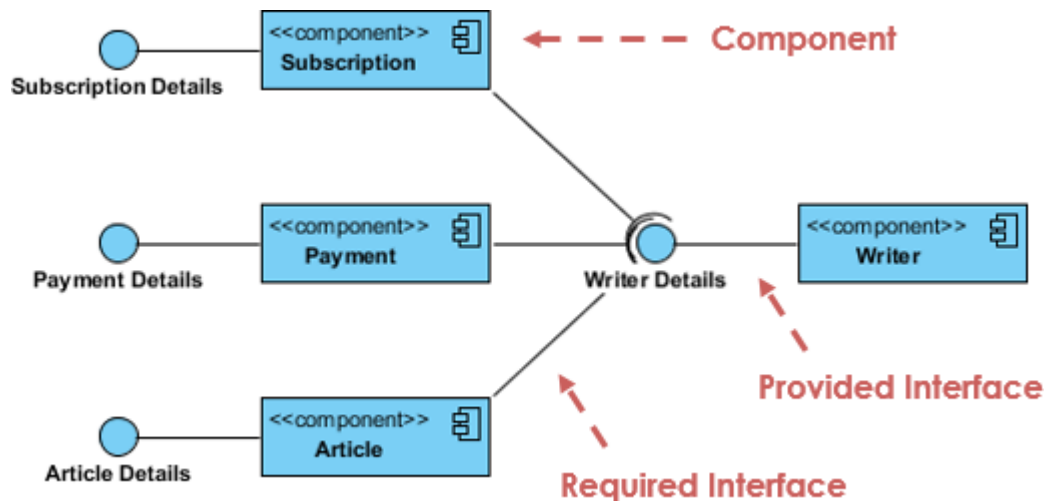 <<component>>
Subscription
Component
Subscription Details
<<component>>
Payment
<<component>>
Writer
Payment Details
Writer Details
Provided Interface
<<component>>
Article
Article Details
Required Interface